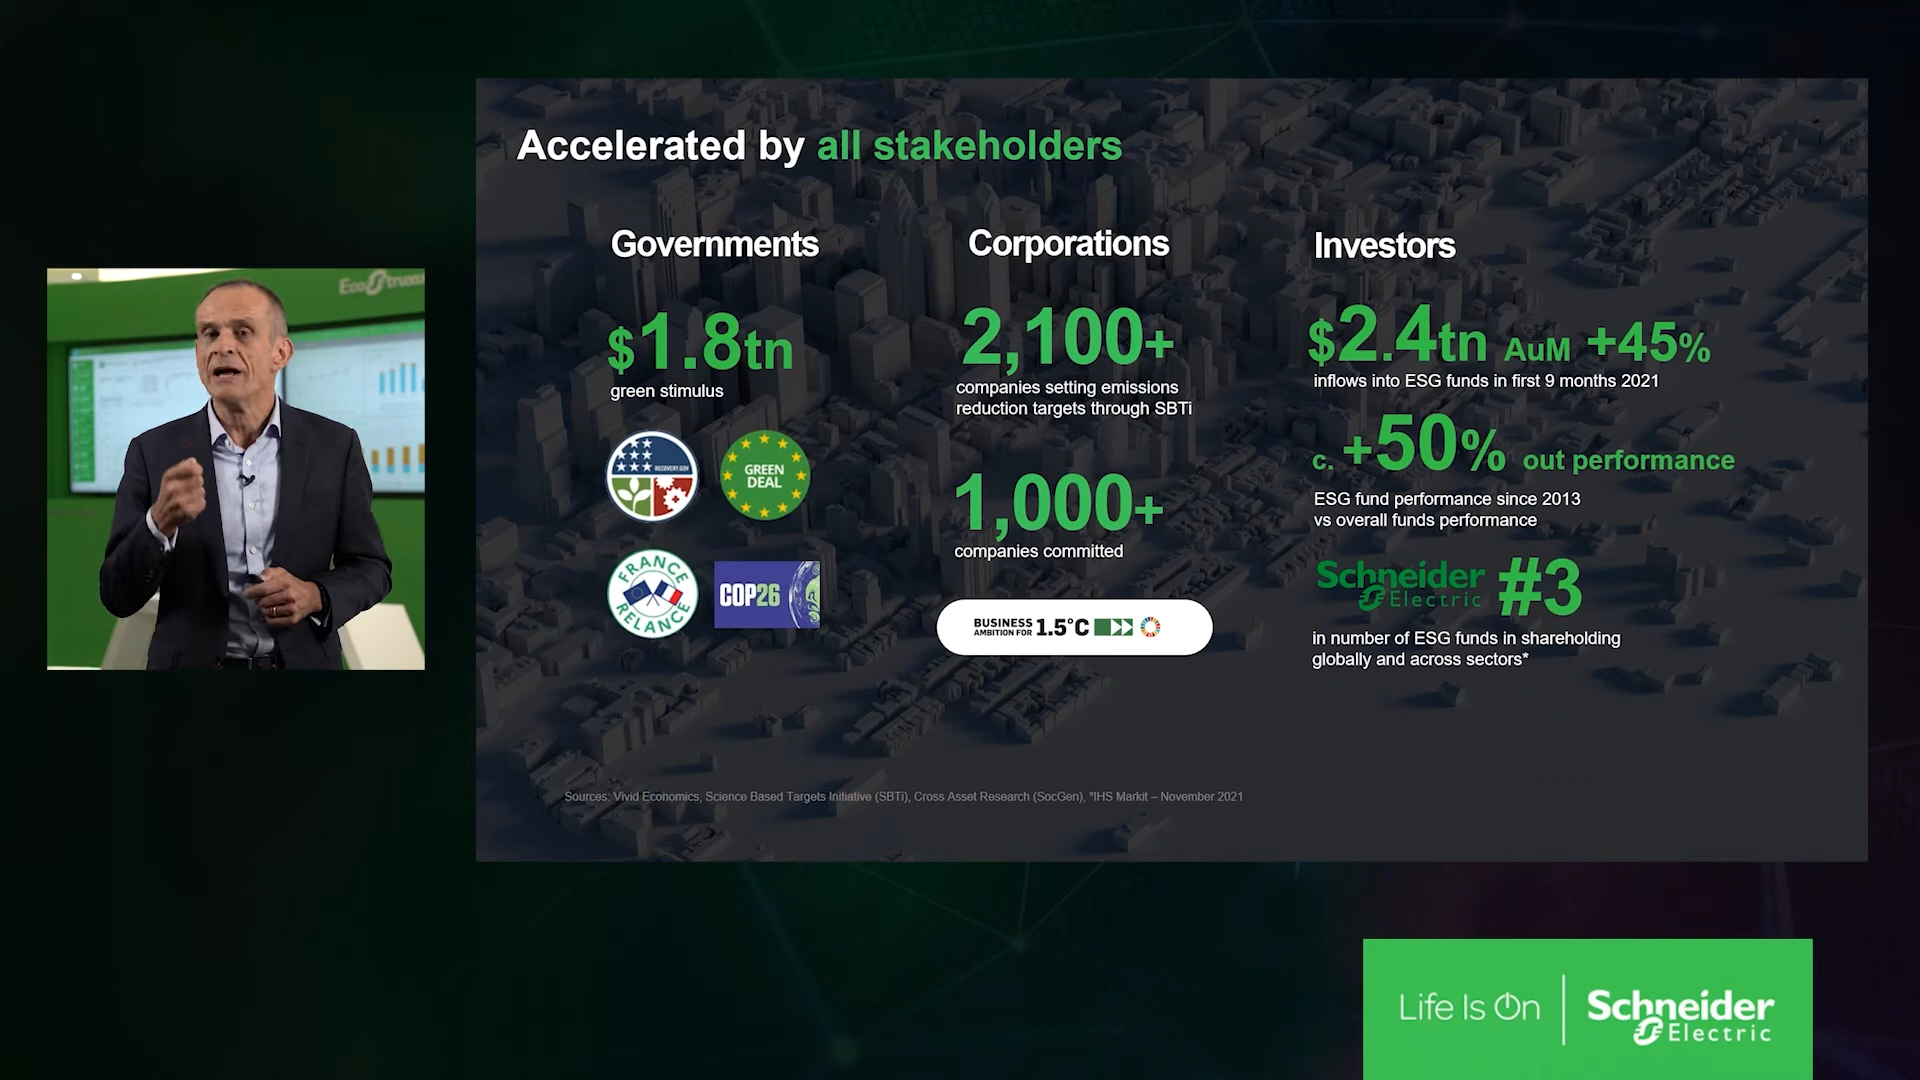 Accelerated by all stakeholders
Governments
$1.8tn
green stimulus
RECOVERY.GOV
GREEN
DEAL
FRANCE
RELANCE
COP26
Corporations
2,100+
companies setting emissions
reduction targets through SBTi
1,000+
companies committed
BUSINESS
AMBITION FOR 1.5°C
Investors
$2.4tn AuM +45%
inflows into ESG funds in first 9 months 2021
c. +50% out performance
ESG fund performance since 2013
vs overall funds performance
Schneider
Electric #3
in number of ESG funds in shareholding
globally and across sectors*
Sources: Vivid Economics, Science Based Targets Initiative (SBTi), Cross Asset Research (SocGen), *IHS Markit – November 2021
Life Is On
Schneider
Electric